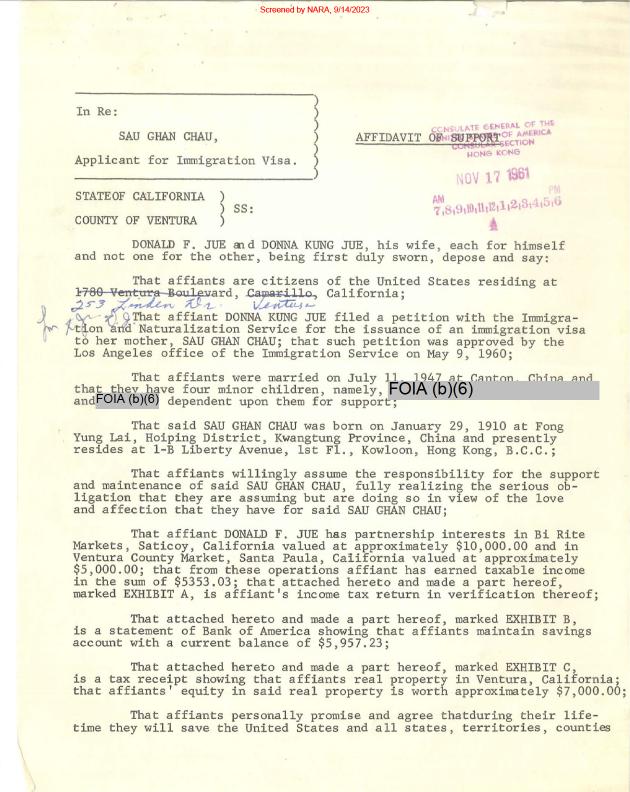 Screened by NARA, 9/14/2023
In Re:
SAU GHAN CHAU,
Applicant for Immigration Visa.
AFFIDAVIT OF SUPPORT
CONSULATE GENERAL OF THE
UNITED STATES OF AMERICA
CONSULAR SECTION
HONG KONG
NOV 17 1961
AM PM
7,8,9,10,11,12,1,2,3,4,5,6
STATEOF CALIFORNIA )
) SS:
COUNTY OF VENTURA )
DONALD F. JUE and DONNA KUNG JUE, his wife, each for himself
and not one for the other, being first duly sworn, depose and say:
That affiants are citizens of the United States residing at
1780 Ventura Boulevard, Camarillo, California;
253 Linden Dr. Ventura
That affiant DONNA KUNG JUE filed a petition with the Immigra-
tion and Naturalization Service for the issuance of an immigration visa
to her mother, SAU GHAN CHAU; that such petition was approved by the
Los Angeles office of the Immigration Service on May 9, 1960;
That affiants were married on July 11, 1947 at Canton, China and
that they have four minor children, namely, FOIA (b)(6)
and FOIA (b)(6) dependent upon them for support;
That said SAU GHAN CHAU was born on January 29, 1910 at Fong
Yung Lai, Hoiping District, Kwangtung Province, China and presently
resides at 1-B Liberty Avenue, 1st Fl., Kowloon, Hong Kong, B.C.C.;
That affiants willingly assume the responsibility for the support
and maintenance of said SAU GHAN CHAU, fully realizing the serious ob-
ligation that they are assuming but are doing so in view of the love
and affection that they have for said SAU GHAN CHAU;
That affiant DONALD F. JUE has partnership interests in Bi Rite
Markets, Saticoy, California valued at approximately $10,000.00 and in
Ventura County Market, Santa Paula, California valued at approximately
$5,000.00; that from these operations affiant has earned taxable income
in the sum of $5353.03; that attached hereto and made a part hereof,
marked EXHIBIT A, is affiant's income tax return in verification thereof;
That attached hereto and made a part hereof, marked EXHIBIT B,
is a statement of Bank of America showing that affiants maintain savings
account with a current balance of $5,957.23;
That attached hereto and made a part hereof, marked EXHIBIT C,
is a tax receipt showing that affiants real property in Ventura, California;
that affiants' equity in said real property is worth approximately $7,000.00;
That affiants personally promise and agree thatduring their life-
time they will save the United States and all states, territories, counties